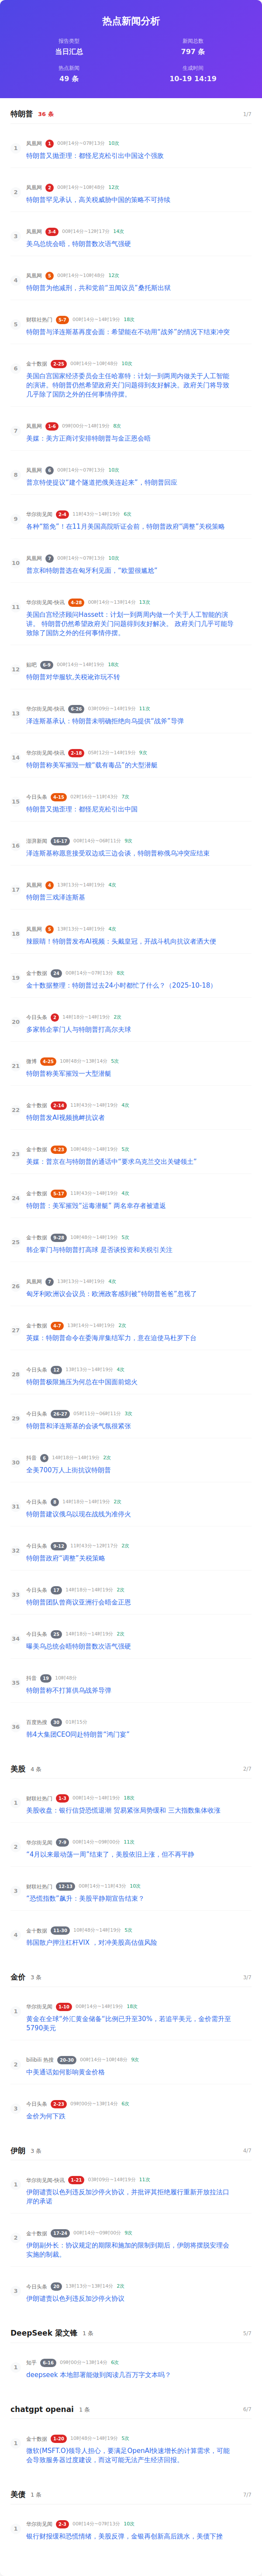 热点新闻分析
报告类型
新闻总数
当日汇总
797 条
热点新闻
生成时间
49 条
10-19 14:19
特朗普 36 条 1/7
1 凤凰网 1 00时14分~07时13分 10次
特朗普又抛歪理：都怪尼克松引出中国这个强敌
2 凤凰网 2 00时14分~10时48分 12次
特朗普罕见承认，高关税威胁中国的策略不可持续
3 凤凰网 3-4 00时14分~12时17分 14次
美乌总统会晤，特朗普数次语气强硬
4 凤凰网 5 00时14分~10时48分 12次
特朗普为他减刑，共和党前“丑闻议员”桑托斯出狱
5 财联社热门 5-7 00时14分~14时19分 18次
特朗普与泽连斯基再度会面：希望能在不动用“战斧”的情况下结束冲突
6 金十数据 2-25 00时14分~10时48分 10次
美国白宫国家经济委员会主任哈塞特：计划一到两周内做关于人工智能
的演讲。特朗普仍然希望政府关门问题得到友好解决。政府关门将导致
几乎除了国防之外的任何事情停摆。
7 凤凰网 1-6 09时00分~14时19分 8次
美媒：美方正商讨安排特朗普与金正恩会晤
8 凤凰网 6 00时14分~07时13分 10次
普京特使提议“建个隧道把俄美连起来”，特朗普回应
9 华尔街见闻 2-4 11时43分~14时19分 6次
各种“豁免”！在11月美国高院听证会前，特朗普政府“调整”关税策略
10 凤凰网 7 00时14分~07时13分 10次
普京和特朗普选在匈牙利见面，“欧盟很尴尬”
11 华尔街见闻-快讯 4-28 00时14分~13时14分 13次
美国白宫经济顾问Hassett：计划一到两周内做一个关于人工智能的演
讲。 特朗普仍然希望政府关门问题得到友好解决。 政府关门几乎可能导
致除了国防之外的任何事情停摆。
12 贴吧 6-9 00时14分~14时19分 18次
特朗普对华服软,关税讹诈玩不转
13 华尔街见闻-快讯 6-26 03时09分~14时19分 11次
泽连斯基承认：特朗普未明确拒绝向乌提供“战斧”导弹
14 华尔街见闻-快讯 2-18 05时12分~14时19分 9次
特朗普称美军摧毁一艘“载有毒品”的大型潜艇
15 今日头条 4-15 02时16分~11时43分 7次
特朗普又抛歪理：都怪尼克松引出中国
16 澎湃新闻 16-17 00时14分~06时11分 9次
泽连斯基称愿意接受双边或三边会谈，特朗普称俄乌冲突应结束
17 凤凰网 4 13时13分~14时19分 4次
特朗普三戏泽连斯基
18 凤凰网 5 13时13分~14时19分 4次
辣眼睛！特朗普发布AI视频：头戴皇冠，开战斗机向抗议者洒大便
19 金十数据 24 00时14分~07时13分 8次
金十数据整理：特朗普过去24小时都忙了什么？（2025-10-18）
20 今日头条 2 14时18分~14时19分 2次
多家韩企掌门人与特朗普打高尔夫球
21 微博 4-25 10时48分~13时14分 5次
特朗普称美军摧毁一大型潜艇
22 金十数据 2-14 11时43分~14时19分 4次
特朗普发AI视频挑衅抗议者
23 金十数据 4-23 10时48分~14时19分 5次
美媒：普京在与特朗普的通话中“要求乌克兰交出关键领土”
24 金十数据 5-17 11时43分~14时19分 4次
特朗普：美军摧毁“运毒潜艇” 两名幸存者被遣返
25 金十数据 9-28 10时48分~14时19分 5次
韩企掌门与特朗普打高球 是否谈投资和关税引关注
26 凤凰网 7 13时13分~14时19分 4次
匈牙利欧洲议会议员：欧洲政客感到被“特朗普爸爸”忽视了
27 金十数据 4-7 13时14分~14时19分 2次
英媒：特朗普命令在委海岸集结军力，意在迫使马杜罗下台
28 今日头条 12 13时13分~14时19分 4次
特朗普极限施压为何总在中国面前熄火
29 今日头条 26-27 05时11分~06时11分 3次
特朗普和泽连斯基的会谈气氛很紧张
30 抖音 6 14时18分~14时19分 2次
全美700万人上街抗议特朗普
31 今日头条 8 14时18分~14时19分 2次
特朗普建议俄乌以现在战线为准停火
32 今日头条 9-12 11时43分~12时17分 2次
特朗普政府“调整”关税策略
33 今日头条 17 14时18分~14时19分 2次
特朗普团队曾商议亚洲行会晤金正恩
34 今日头条 25 14时18分~14时19分 2次
曝美乌总统会晤特朗普数次语气强硬
35 抖音 19 10时48分
特朗普称不打算供乌战斧导弹
36 百度热搜 30 01时15分
韩4大集团CEO同赴特朗普“鸿门宴”
美股 4 条 2/7
1 财联社热门 1-3 00时14分~14时19分 18次
美股收盘：银行信贷恐慌退潮 贸易紧张局势缓和 三大指数集体收涨
2 华尔街见闻 7-9 00时14分~09时00分 11次
“4月以来最动荡一周”结束了，美股依旧上涨，但不再平静
3 财联社热门 12-13 00时14分~12时43分 10次
“恐慌指数”飙升：美股平静期宣告结束？
4 金十数据 11-30 10时48分~14时19分 5次
韩国散户押注杠杆VIX ，对冲美股高估值风险
金价 3 条 3/7
1 华尔街见闻 1-10 00时14分~14时19分 18次
黄金在全球“外汇黄金储备”比例已升至30%，若追平美元，金价需升至
5790美元
2 bilibili 热搜 20-30 00时14分~10时48分 9次
中美通话如何影响黄金价格
3 今日头条 2-23 09时00分~13时14分 6次
金价为何下跌
伊朗 3 条 4/7
1 华尔街见闻-快讯 1-21 03时09分~14时19分 11次
伊朗谴责以色列违反加沙停火协议，并批评其拒绝履行重新开放拉法口
岸的承诺
2 金十数据 17-24 00时14分~09时00分 9次
伊朗副外长：协议规定的期限和施加的限制到期后，伊朗将摆脱安理会
实施的制裁。
3 今日头条 20 13时13分~13时14分 2次
伊朗谴责以色列违反加沙停火协议
DeepSeek 梁文锋 1 条 5/7
1 知乎 6-16 09时00分~13时14分 6次
deepseek 本地部署能做到阅读几百万字文本吗？
chatgpt openai 1 条 6/7
1 金十数据 1-20 10时48分~14时19分 5次
微软(MSFT.O)领导人担心，要满足OpenAI快速增长的计算需求，可能
会导致服务器过度建设，而这可能无法产生经济回报。
美债 1 条 7/7
1 华尔街见闻 2-3 00时14分~07时13分 10次
银行财报缓和恐慌情绪，美股反弹，金银再创新高后跳水，美债下挫